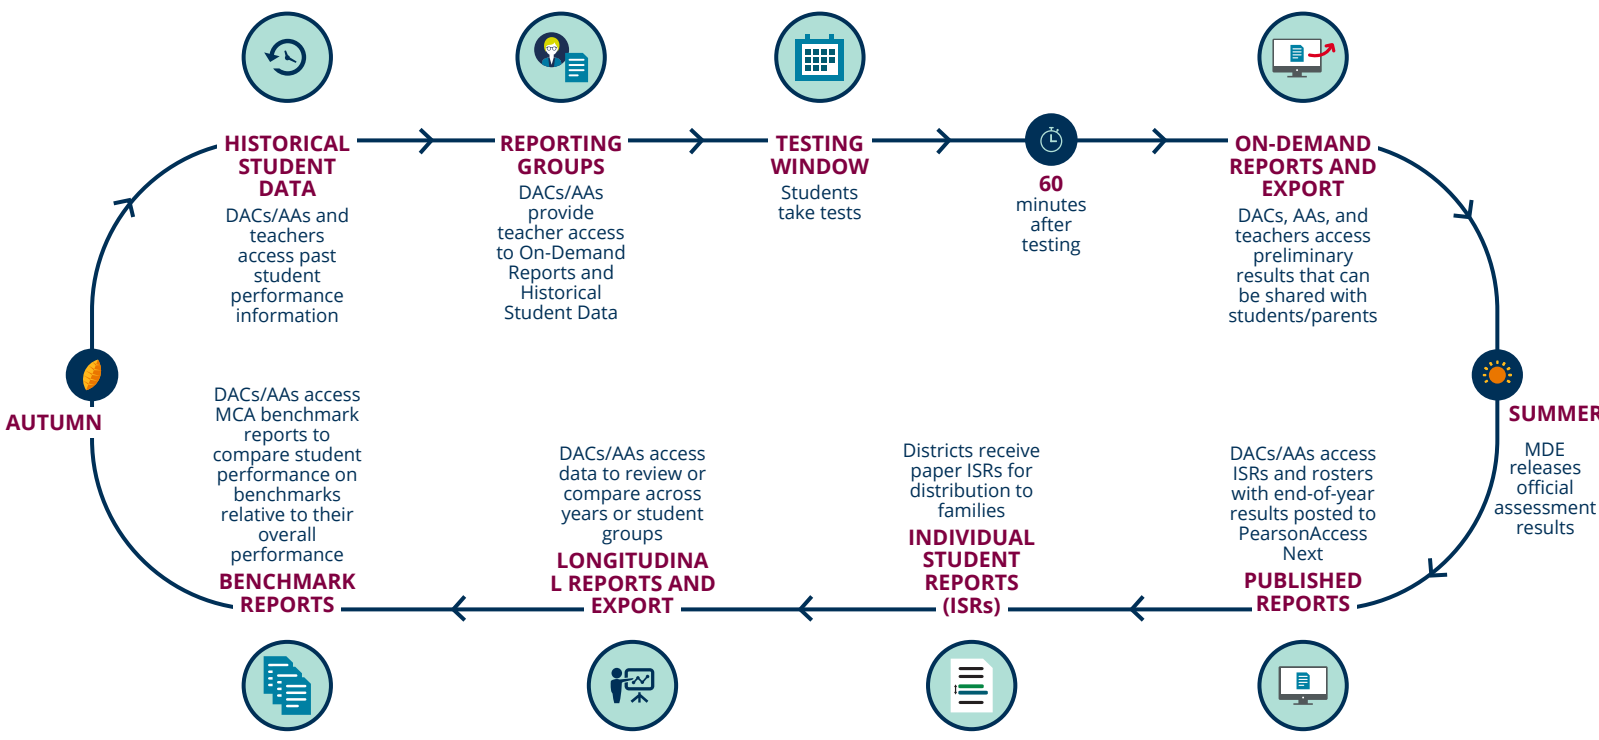 HISTORICAL
STUDENT
DATA
DACs/AAs and
teachers
access past
student
performance
information
REPORTING
GROUPS
DACs/AAs
provide
teacher access
to On-Demand
Reports and
Historical
Student Data
TESTING
WINDOW
Students
take tests
60
minutes
after
testing
ON-DEMAND
REPORTS AND
EXPORT
DACs, AAs, and
teachers access
preliminary
results that can
be shared with
students/parents
SUMMER
MDE
releases
official
assessment
results
DACs/AAs access
ISRs and rosters
with end-of-year
results posted to
PearsonAccess
Next
PUBLISHED
REPORTS
Districts receive
paper ISRs for
distribution to
families
INDIVIDUAL
STUDENT
REPORTS
(ISRs)
DACs/AAs access
data to review or
compare across
years or student
groups
LONGITUDINA
L REPORTS AND
EXPORT
DACs/AAs access
MCA benchmark
reports to
compare student
performance on
benchmarks
relative to their
overall
performance
BENCHMARK
REPORTS
AUTUMN